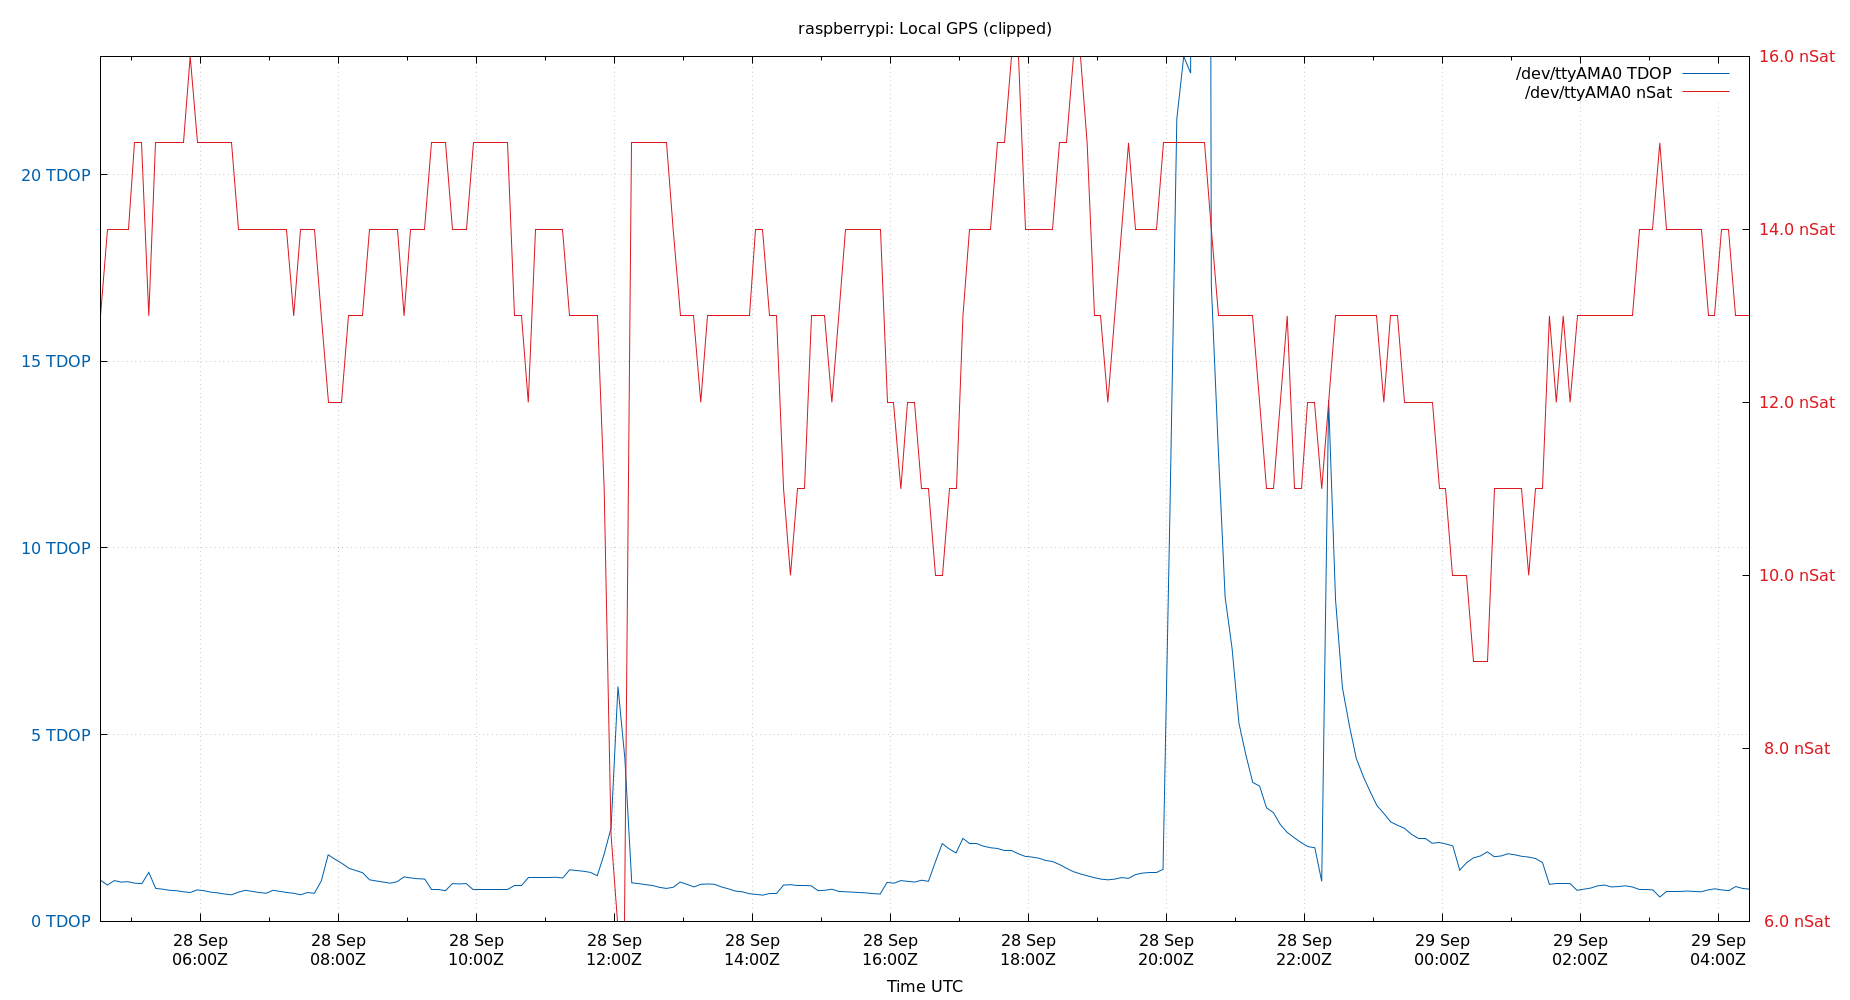 raspberrypi: Local GPS (clipped)
16.0 nSat
/dev/ttyAMA0 TDOP
/dev/ttyAMA0 nSat
20 TDOP
14.0 nSat
15 TDOP
12.0 nSat
10 TDOP
10.0 nSat
5 TDOP
8.0 nSat
0 TDOP
6.0 nSat
28 Sep 28 Sep 28 Sep 28 Sep 28 Sep 28 Sep 28 Sep 28 Sep 28 Sep 29 Sep 29 Sep 29 Sep
06:00Z 08:00Z 10:00Z 12:00Z 14:00Z 16:00Z 18:00Z 20:00Z 22:00Z 00:00Z 02:00Z 04:00Z
Time UTC